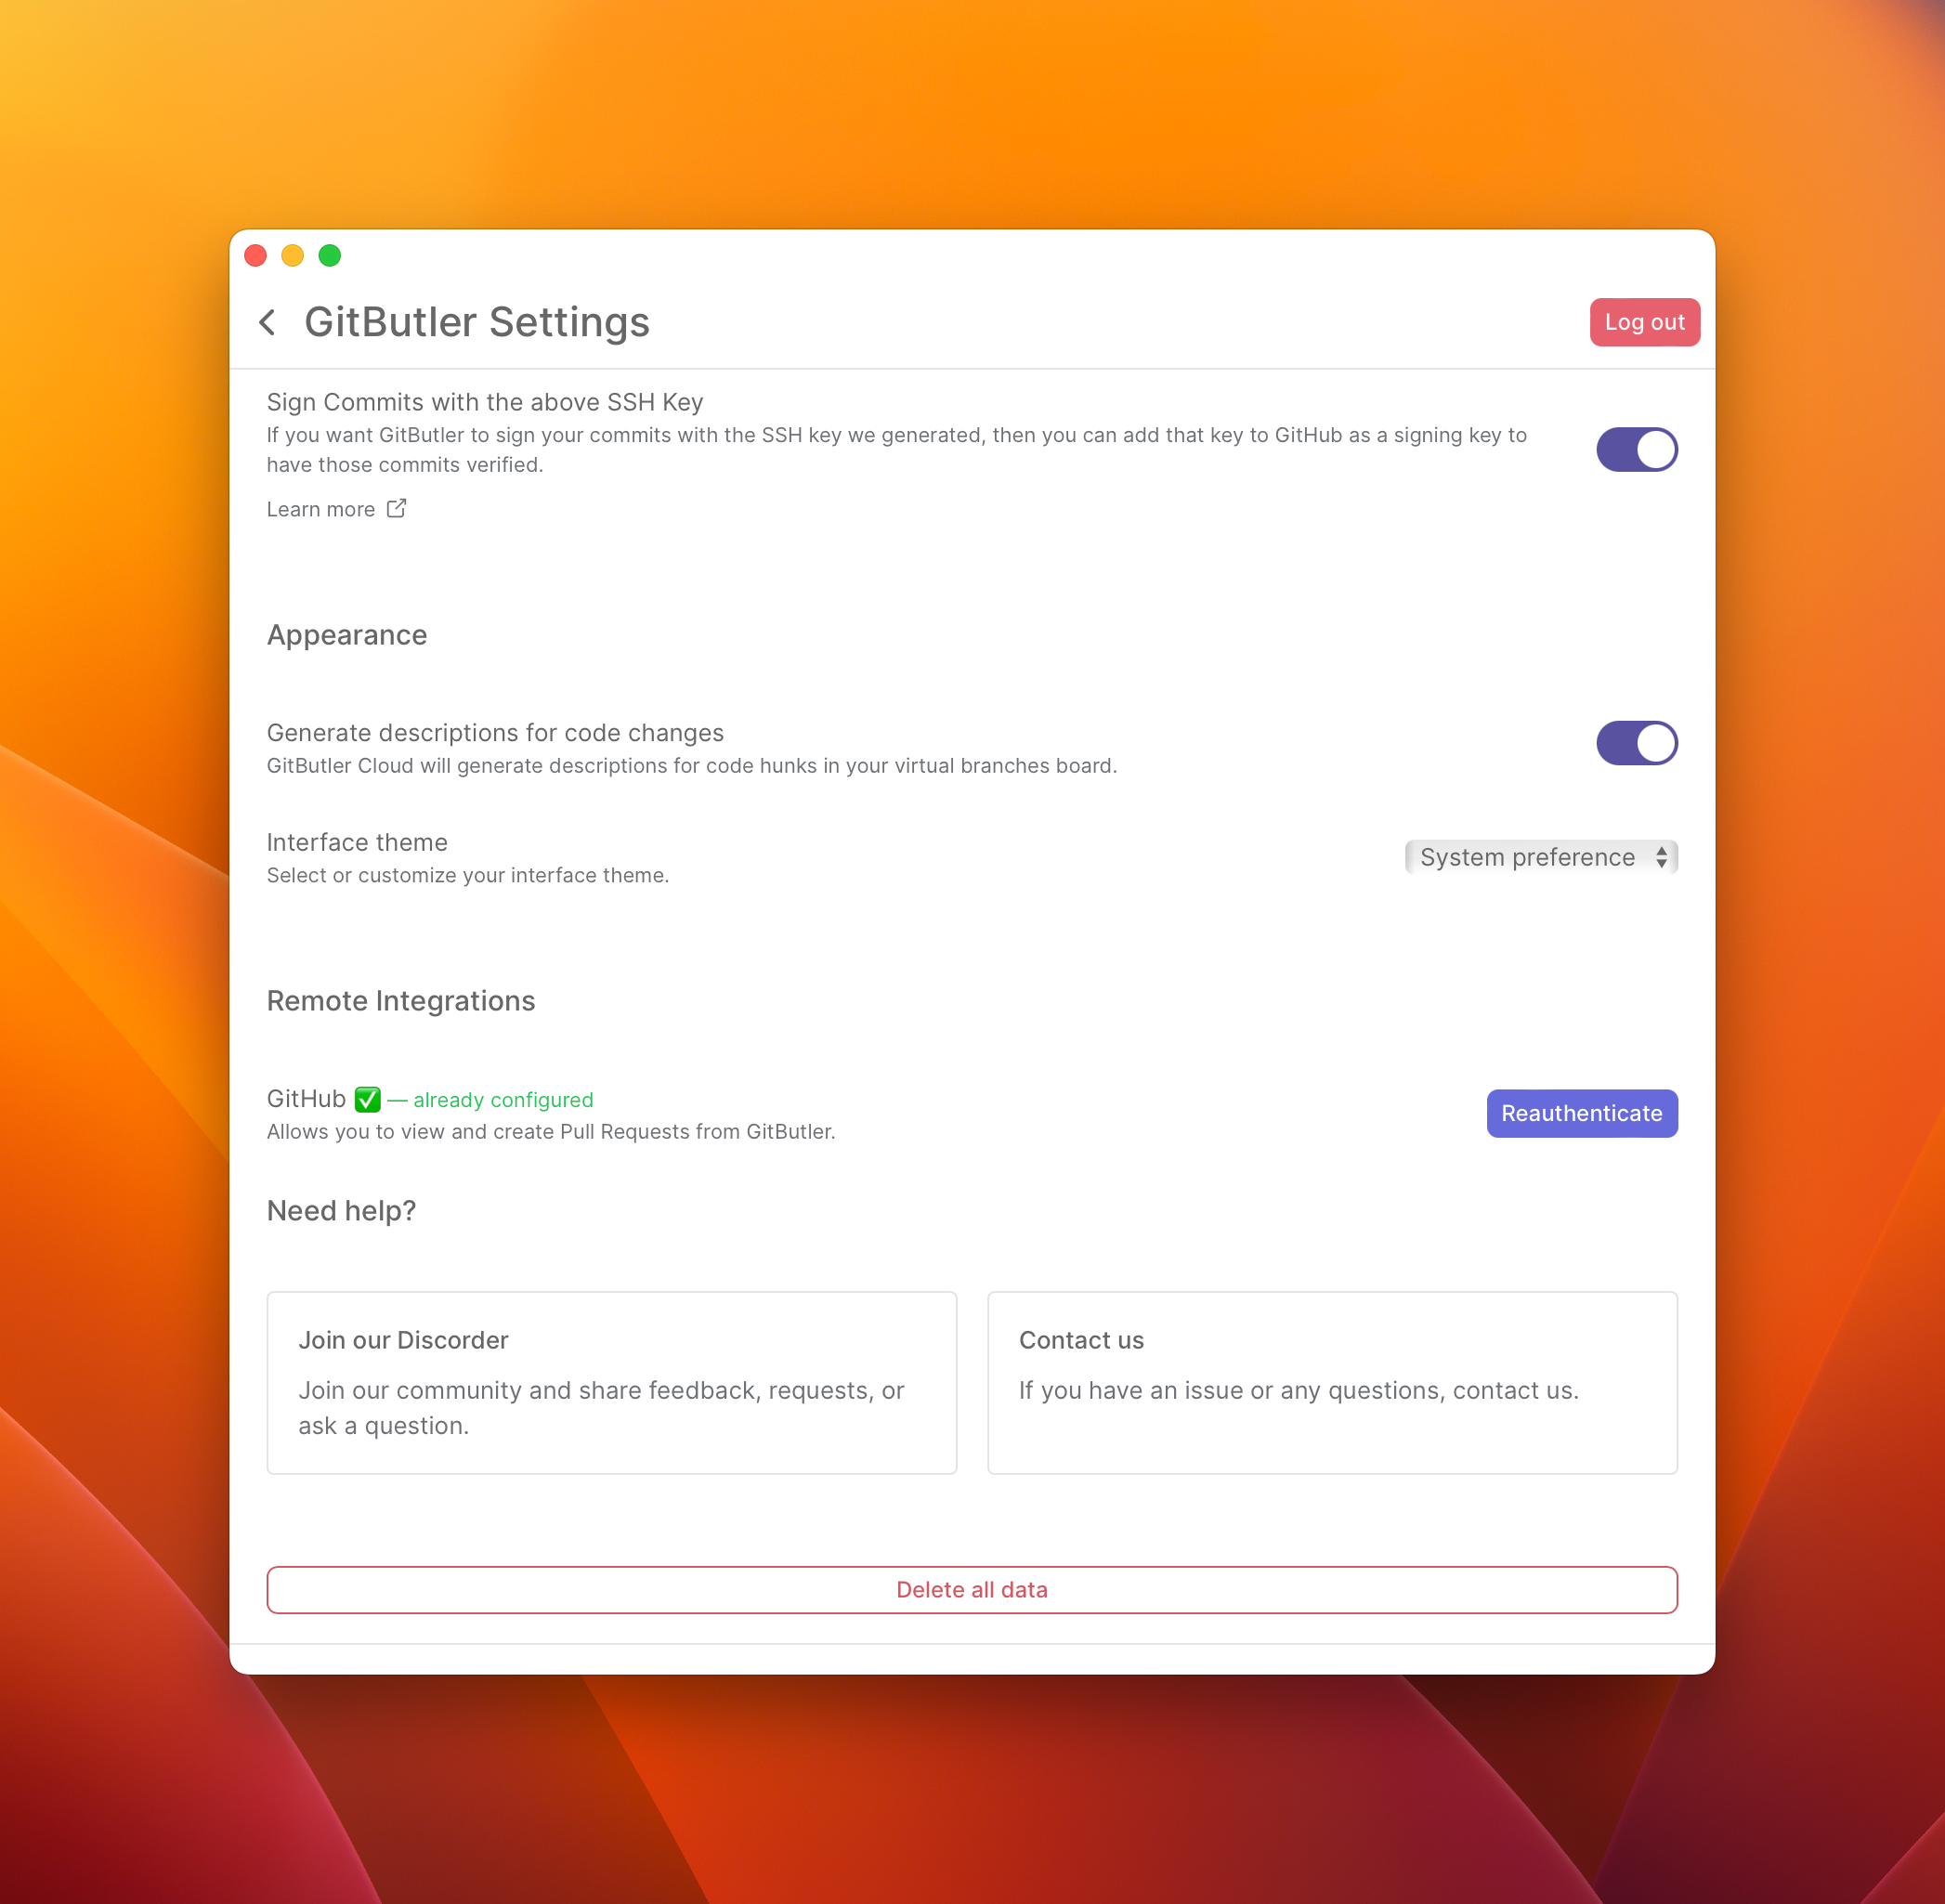 GitButler Settings
Log out
Sign Commits with the above SSH Key
If you want GitButler to sign your commits with the SSH key we generated, then you can add that key to GitHub as a signing key to
have those commits verified.
Learn more
Appearance
Generate descriptions for code changes
GitButler Cloud will generate descriptions for code hunks in your virtual branches board.
Interface theme
Select or customize your interface theme.
System preference
Remote Integrations
GitHub ✅ — already configured
Allows you to view and create Pull Requests from GitButler.
Reauthenticate
Need help?
Join our Discorder
Join our community and share feedback, requests, or
ask a question.
Contact us
If you have an issue or any questions, contact us.
Delete all data